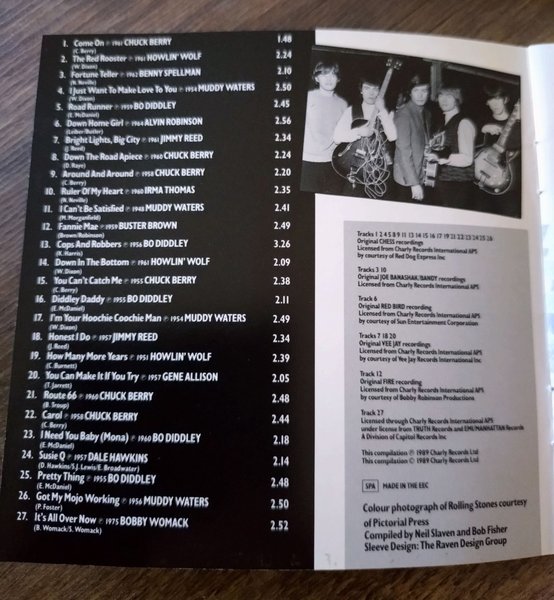 1. Come On ℗ 1961 CHUCK BERRY 1.48
(C. Berry)
2. The Red Rooster ℗ 1961 HOWLIN' WOLF 2.24
(W. Dixon)
3. Fortune Teller ℗ 1962 BENNY SPELLMAN 2.10
(N. Neville)
4. I Just Want To Make Love To You ℗ 1954 MUDDY WATERS 2.50
(W. Dixon)
5. Road Runner ℗ 1959 BO DIDDLEY 2.45
(E. McDaniel)
6. Down Home Girl ℗ 1964 ALVIN ROBINSON 2.56
(Leiber/Butler)
7. Bright Lights, Big City ℗ 1961 JIMMY REED 2.34
(J. Reed)
8. Down The Road Apiece ℗ 1960 CHUCK BERRY 2.24
(D. Raye)
9. Around And Around ℗ 1958 CHUCK BERRY 2.20
(C. Berry)
10. Ruler Of My Heart ℗ 1960 IRMA THOMAS 2.35
(N. Neville)
11. I Can't Be Satisfied ℗ 1948 MUDDY WATERS 2.41
(M. Morganfield)
12. Fannie Mae ℗ 1959 BUSTER BROWN 2.49
(Brown/Robinson)
13. Cops And Robbers ℗ 1956 BO DIDDLEY 3.26
(K. Harris)
14. Down In The Bottom ℗ 1961 HOWLIN' WOLF 2.09
(W. Dixon)
15. You Can't Catch Me ℗ 1955 CHUCK BERRY 2.38
(C. Berry)
16. Diddley Daddy ℗ 1955 BO DIDDLEY 2.11
(E. McDaniel)
17. I'm Your Hoochie Coochie Man ℗ 1954 MUDDY WATERS 2.49
(W. Dixon)
18. Honest I Do ℗ 1957 JIMMY REED 2.34
(J. Reed)
19. How Many More Years ℗ 1951 HOWLIN' WOLF 2.39
(C. Burnett)
20. You Can Make It If You Try ℗ 1957 GENE ALLISON 2.05
(T. Jarrett)
21. Route 66 ℗ 1960 CHUCK BERRY 2.48
(B. Troup)
22. Carol ℗ 1958 CHUCK BERRY 2.44
(C. Berry)
23. I Need You Baby (Mona) ℗ 1960 BO DIDDLEY 2.18
(E. McDaniel)
24. Susie Q ℗ 1957 DALE HAWKINS 2.14
(D. Hawkins/S.J. Lewis/E. Broadwater)
25. Pretty Thing ℗ 1955 BO DIDDLEY 2.48
(E. McDaniel)
26. Got My Mojo Working ℗ 1956 MUDDY WATERS 2.50
(P. Foster)
27. It's All Over Now ℗ 1975 BOBBY WOMACK 2.52
(B. Womack/S. Womack)
Tracks 1 2 4 5 8 9 11 13 14 15 16 17 19 21 22 23 24 25 26
Original CHESS recordings
Licensed from Charly Records International APS
by courtesy of Red Dog Express Inc
Tracks 3 10
Original JOE BANASHAK/BANDY recordings
Licensed from Charly Records International APS
Track 6
Original RED BIRD recording
Licensed from Charly Records International APS
by courtesy of Sun Entertainment Corporation
Tracks 7 18 20
Original VEE JAY recordings
Licensed from Charly Records International APS
by courtesy of Vee Jay Records International Inc
Track 12
Original FIRE recording
Licensed from Charly Records International APS
by courtesy of Bobby Robinson Productions
Track 27
Licensed through Charly Records International APS
under license from TRUTH Records and EMI/MANHATTAN Records
A Division of Capitol Records Inc
This compilation ℗ 1989 Charly Records Ltd
This compilation © 1989 Charly Records Ltd
SPA MADE IN THE EEC
Colour photograph of Rolling Stones courtesy
of Pictorial Press
Compiled by Neil Slaven and Bob Fisher
Sleeve Design: The Raven Design Group